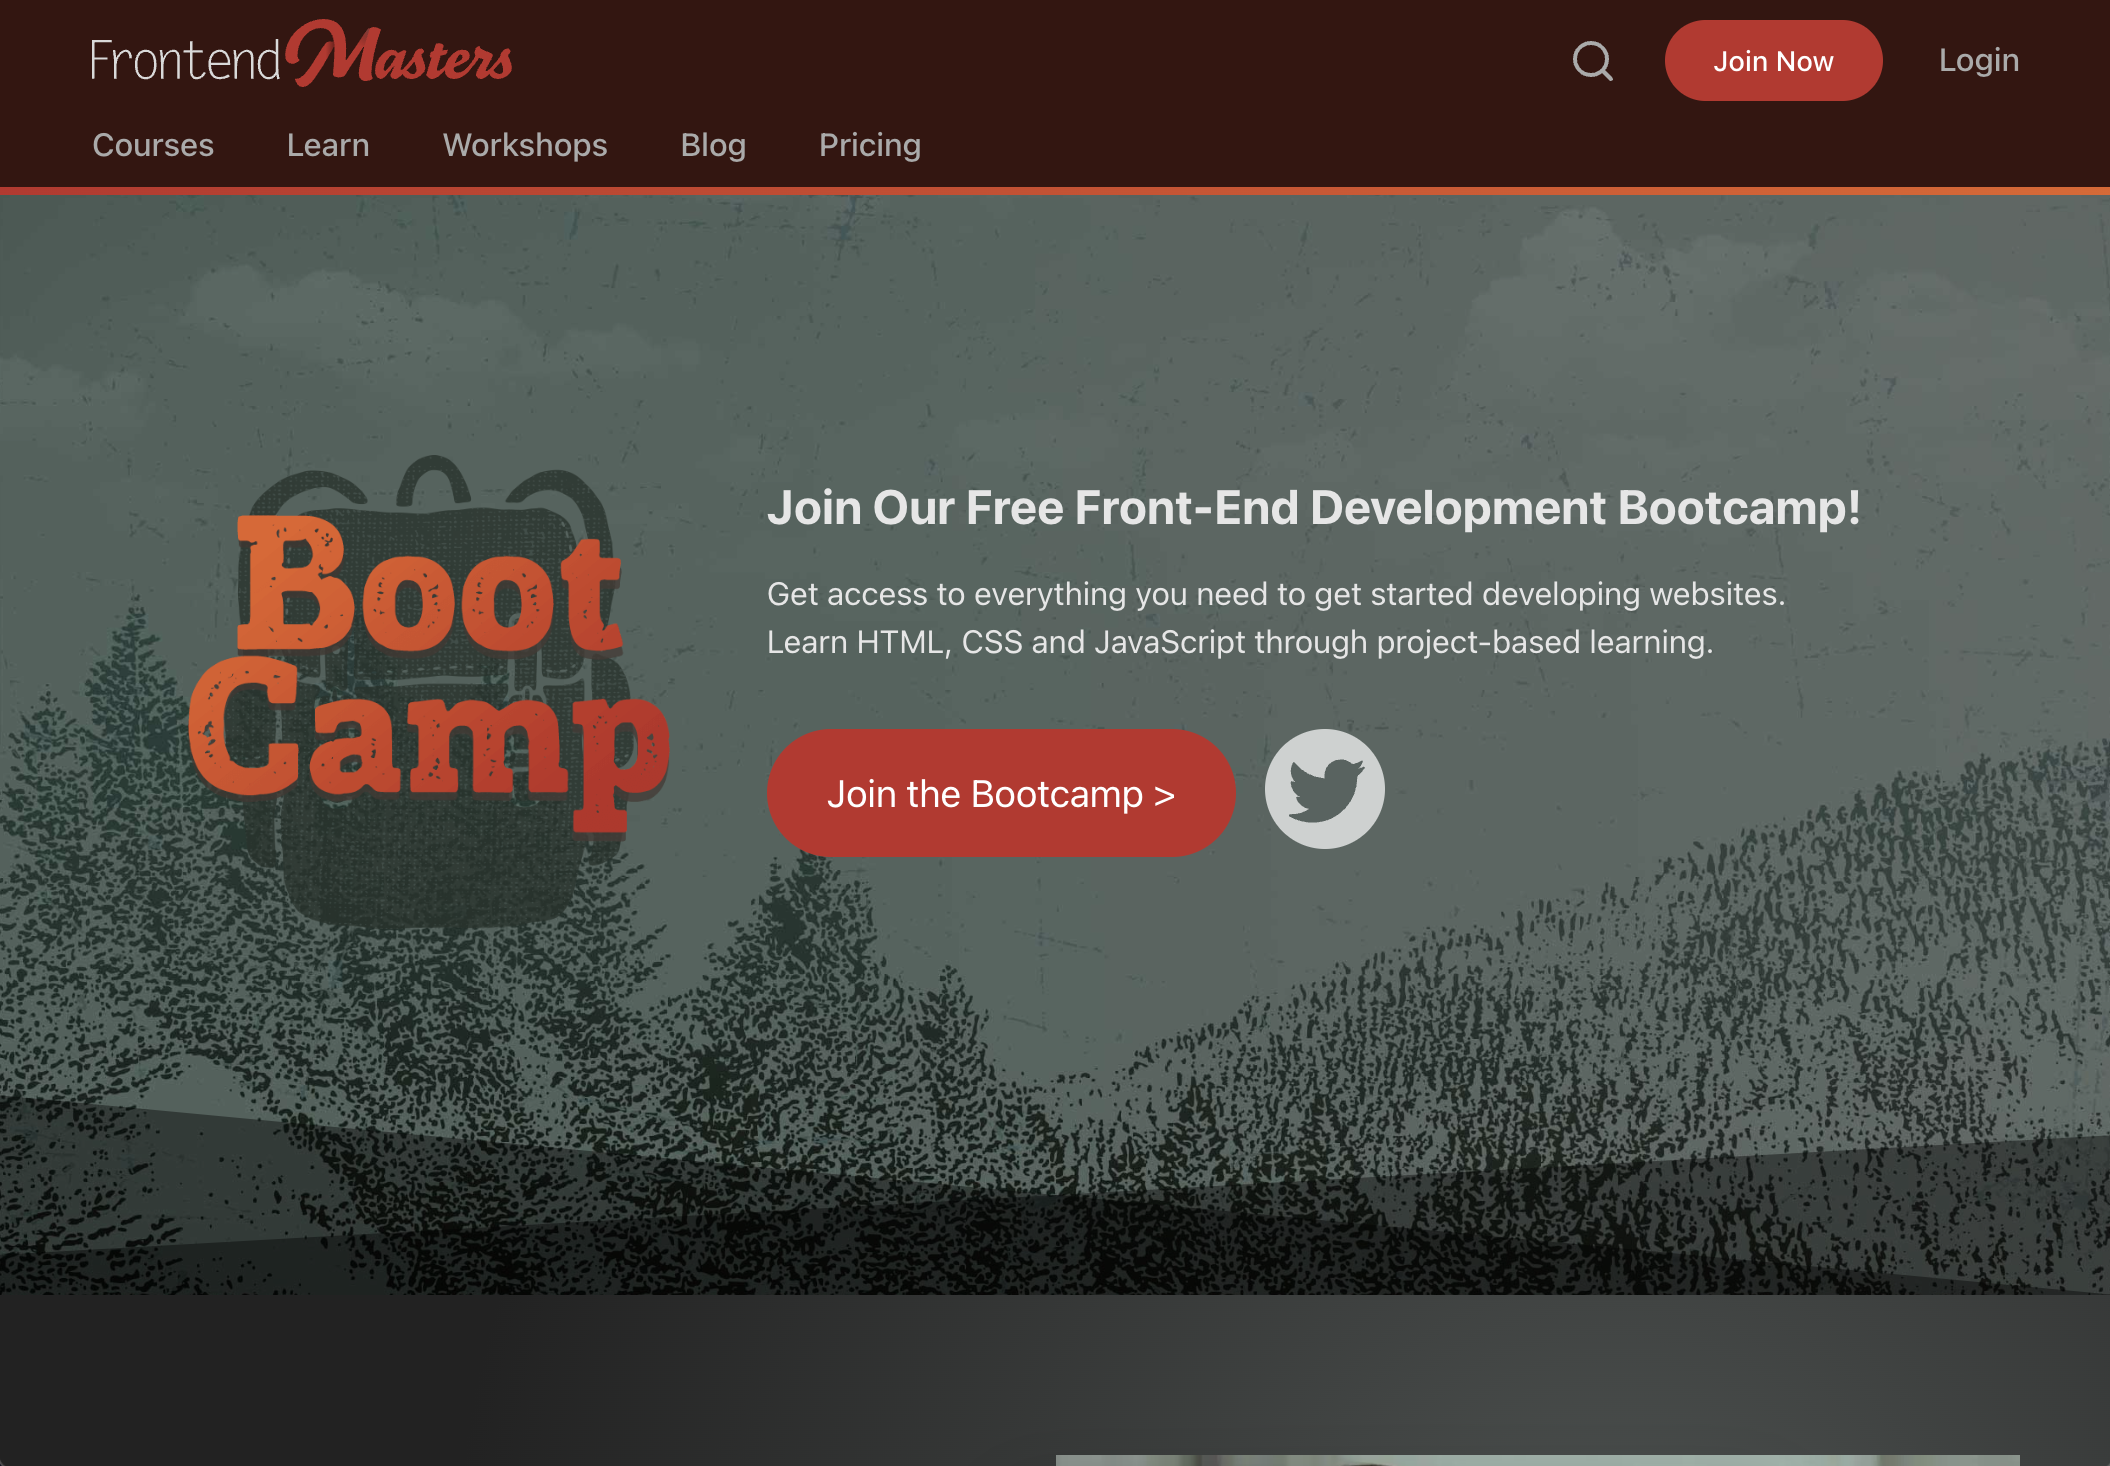 Frontend Masters
Join Now
Login
Courses
Learn
Workshops
Blog
Pricing
Boot
Camp
Join Our Free Front-End Development Bootcamp!
Get access to everything you need to get started developing websites.
Learn HTML, CSS and JavaScript through project-based learning.
Join the Bootcamp >